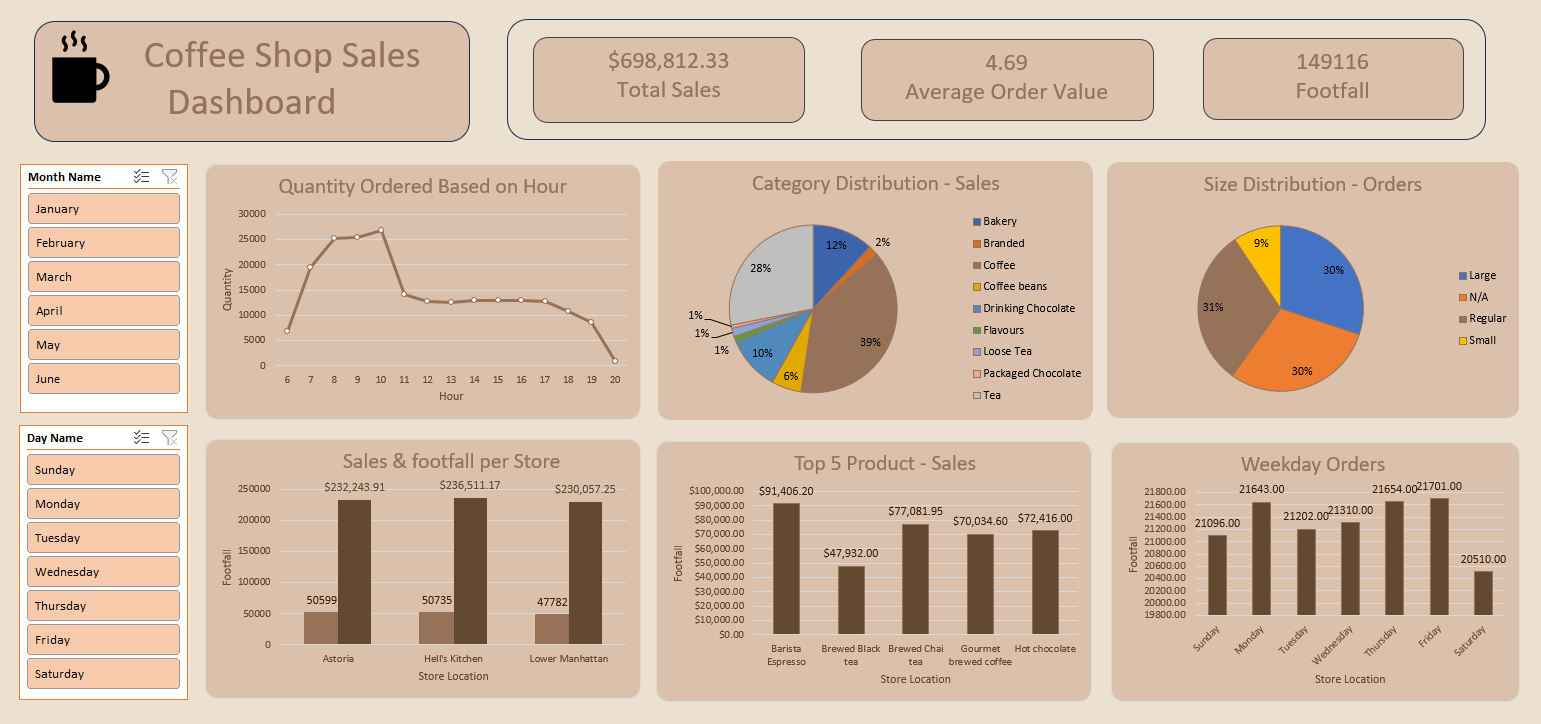 Coffee Shop Sales
Dashboard
$698,812.33
Total Sales
4.69
Average Order Value
149116
Footfall
Month Name
January
February
March
April
May
June
Day Name
Sunday
Monday
Tuesday
Wednesday
Thursday
Friday
Saturday
Quantity Ordered Based on Hour
30000
25000
20000
15000
10000
5000
0
Quantity
6 7 8 9 10 11 12 13 14 15 16 17 18 19 20
Hour
Category Distribution - Sales
12%
2%
39%
6%
10%
1%
1%
1%
28%
Bakery
Branded
Coffee
Coffee beans
Drinking Chocolate
Flavours
Loose Tea
Packaged Chocolate
Tea
Size Distribution - Orders
30%
30%
31%
9%
Large
N/A
Regular
Small
Sales & footfall per Store
250000
200000
150000
100000
50000
0
Footfall
$232,243.91 $236,511.17 $230,057.25
50599 50735 47782
Astoria Hell's Kitchen Lower Manhattan
Store Location
Top 5 Product - Sales
$100,000.00
$90,000.00
$80,000.00
$70,000.00
$60,000.00
$50,000.00
$40,000.00
$30,000.00
$20,000.00
$10,000.00
$0.00
Footfall
$91,406.20
$47,932.00
$77,081.95
$70,034.60
$72,416.00
Barista
Espresso
Brewed Black
tea
Brewed Chai
tea
Gourmet
brewed coffee
Hot chocolate
Store Location
Weekday Orders
21800.00
21600.00
21400.00
21200.00
21000.00
20800.00
20600.00
20400.00
20200.00
20000.00
19800.00
Footfall
21096.00
21643.00
21202.00
21310.00
21654.00
21701.00
20510.00
Sunday
Monday
Tuesday
Wednesday
Thursday
Friday
Saturday
Store Location